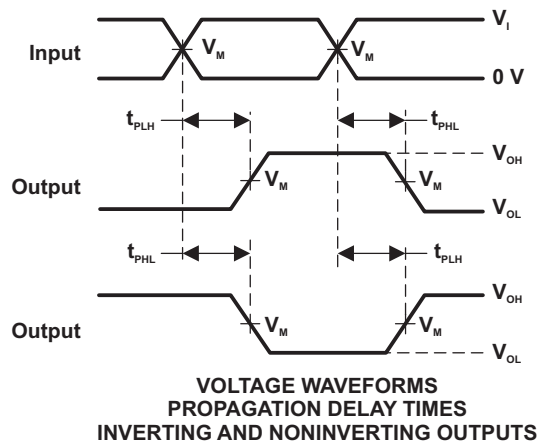 V_I
Input V_M V_M
0 V
t_PLH t_PHL
V_OH
Output V_M V_M
V_OL
t_PHL t_PLH
V_OH
Output V_M V_M
V_OL
VOLTAGE WAVEFORMS
PROPAGATION DELAY TIMES
INVERTING AND NONINVERTING OUTPUTS